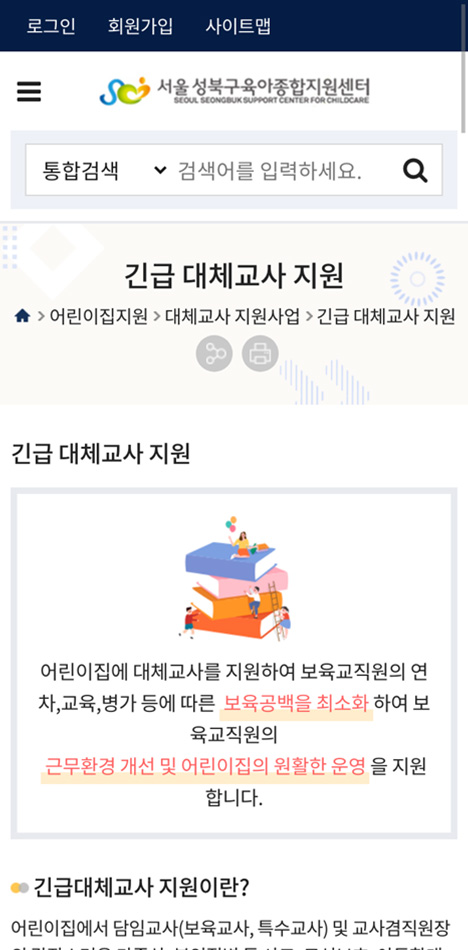 로그인 회원가입 사이트맵
서울 성북구육아종합지원센터
SEOUL SEONGBUK SUPPORT CENTER FOR CHILDCARE
통합검색 검색어를 입력하세요.
긴급 대체교사 지원
어린이집지원 대체교사 지원사업 긴급 대체교사 지원
긴급 대체교사 지원
어린이집에 대체교사를 지원하여 보육교직원의 연
차,교육,병가 등에 따른 보육공백을 최소화 하여 보
육교직원의
근무환경 개선 및 어린이집의 원활한 운영 을 지원
합니다.
긴급대체교사 지원이란?
어린이집에서 담임교사(보육교사, 특수교사) 및 교사겸직원장